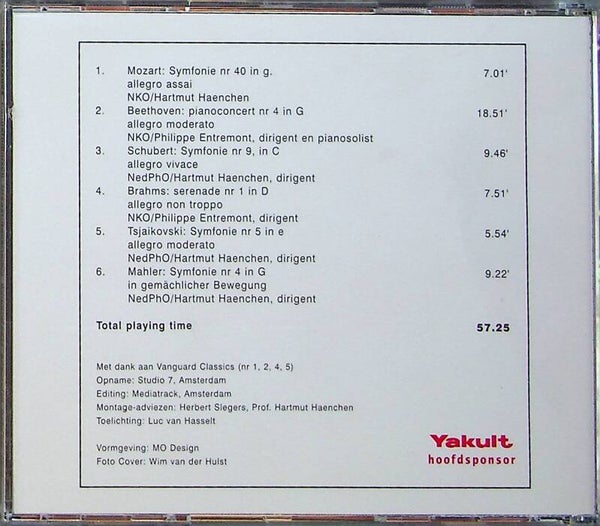 1. Mozart: Symfonie nr 40 in g. 7.01'
allegro assai
NKO/Hartmut Haenchen
2. Beethoven: pianoconcert nr 4 in G 18.51'
allegro moderato
NKO/Philippe Entremont, dirigent en pianosolist
3. Schubert: Symfonie nr 9, in C 9.46'
allegro vivace
NedPhO/Hartmut Haenchen, dirigent
4. Brahms: serenade nr 1 in D 7.51'
allegro non troppo
NKO/Philippe Entremont, dirigent
5. Tsjaikovski: Symfonie nr 5 in e 5.54'
allegro moderato
NedPhO/Hartmut Haenchen, dirigent
6. Mahler: Symfonie nr 4 in G 9.22'
in gemächlicher Bewegung
NedPhO/Hartmut Haenchen, dirigent
Total playing time 57.25
Met dank aan Vanguard Classics (nr 1, 2, 4, 5)
Opname: Studio 7, Amsterdam
Editing: Mediatrack, Amsterdam
Montage-adviezen: Herbert Slegers, Prof. Hartmut Haenchen
Toelichting: Luc van Hasselt
Vormgeving: MO Design
Foto Cover: Wim van der Hulst
Yakult
hoofdsponsor